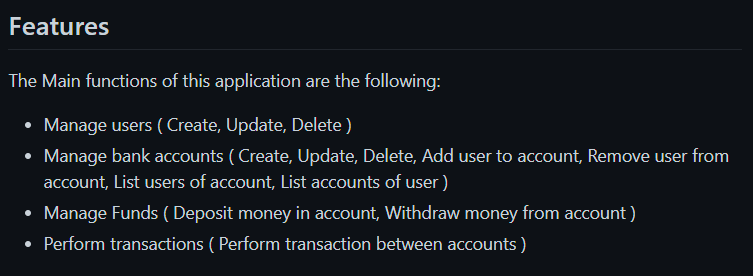 Features
The Main functions of this application are the following:
• Manage users ( Create, Update, Delete )
• Manage bank accounts ( Create, Update, Delete, Add user to account, Remove user from
account, List users of account, List accounts of user )
• Manage Funds ( Deposit money in account, Withdraw money from account )
• Perform transactions ( Perform transaction between accounts )